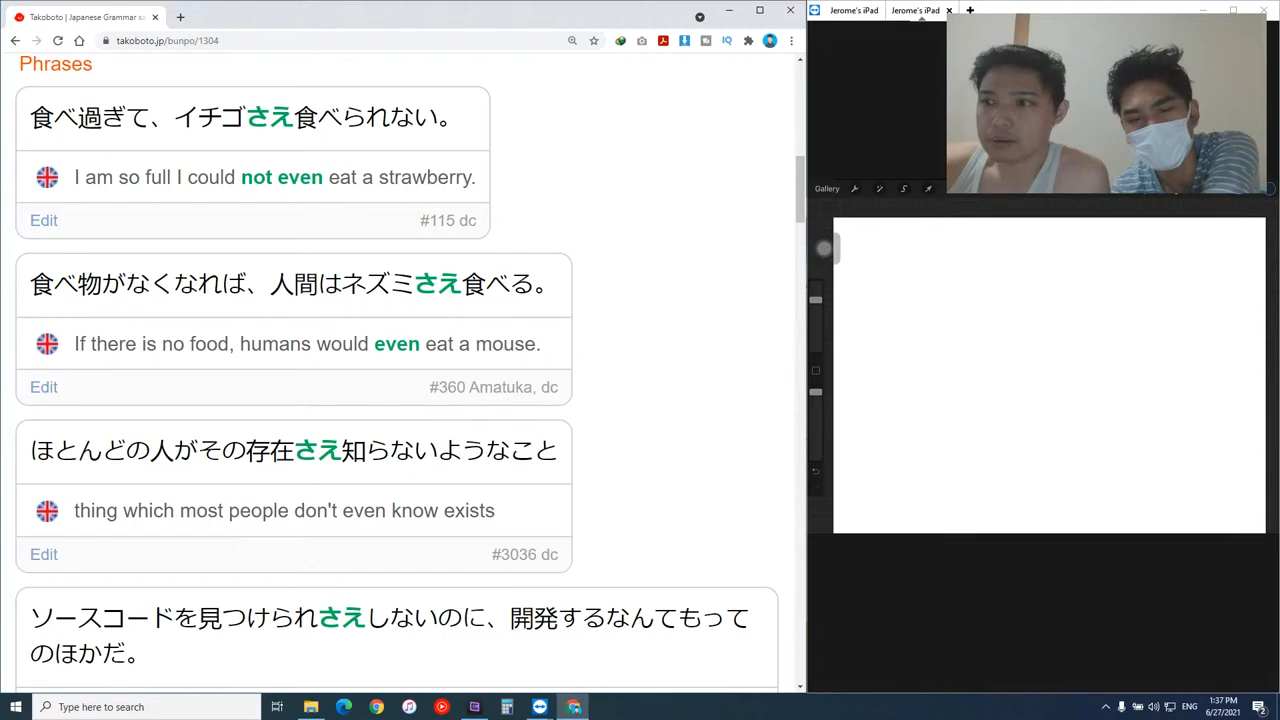 Takoboto | Japanese Grammar sa
takoboto.jp/bunpo/1304
Phrases
食べ過ぎて、イチゴさえ食べられない。
I am so full I could not even eat a strawberry.
Edit
#115 dc
食べ物がなくなれば、人間はネズミさえ食べる。
If there is no food, humans would even eat a mouse.
Edit
#360 Amatuka, dc
ほとんどの人がその存在さえ知らないようなこと
thing which most people don't even know exists
Edit
#3036 dc
ソースコードを見つけられさえしないのに、開発するなんてもって
のほかだ。
Jerome's iPad
Jerome's iPad
Gallery
Type here to search
ENG
1:37 PM
6/27/2021
2